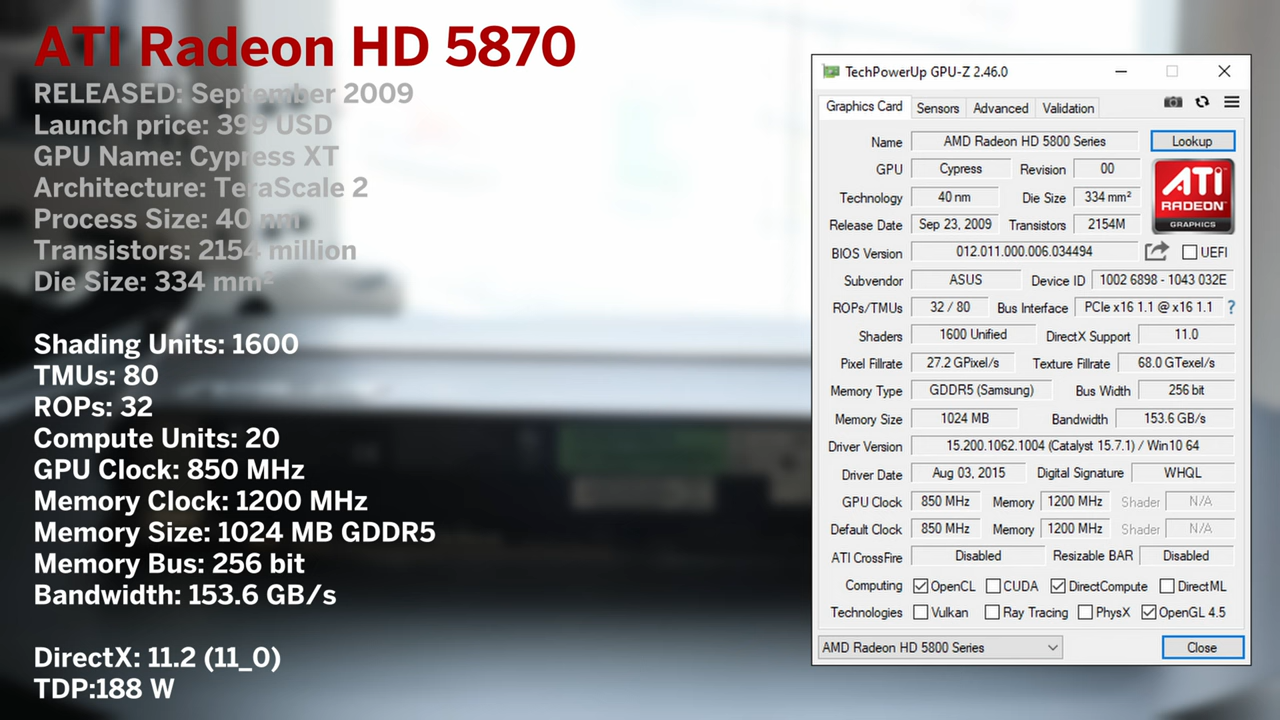 ATI Radeon HD 5870
RELEASED: September 2009
Launch price: 399 USD
GPU Name: Cypress XT
Architecture: TeraScale 2
Process Size: 40 nm
Transistors: 2154 million
Die Size: 334 mm²
Shading Units: 1600
TMUs: 80
ROPs: 32
Compute Units: 20
GPU Clock: 850 MHz
Memory Clock: 1200 MHz
Memory Size: 1024 MB GDDR5
Memory Bus: 256 bit
Bandwidth: 153.6 GB/s
DirectX: 11.2 (11_0)
TDP:188 W
TechPowerUp GPU-Z 2.46.0
Graphics Card Sensors Advanced Validation
Name AMD Radeon HD 5800 Series Lookup
GPU Cypress Revision 00
Technology 40 nm Die Size 334 mm²
Release Date Sep 23, 2009 Transistors 2154M
ATI RADEON GRAPHICS
BIOS Version 012.011.000.006.034494 UEFI
Subvendor ASUS Device ID 1002 6898 - 1043 032E
ROPs/TMUs 32 / 80 Bus Interface PCIe x16 1.1 @ x16 1.1 ?
Shaders 1600 Unified DirectX Support 11.0
Pixel Fillrate 27.2 GPixel/s Texture Fillrate 68.0 GTexel/s
Memory Type GDDR5 (Samsung) Bus Width 256 bit
Memory Size 1024 MB Bandwidth 153.6 GB/s
Driver Version 15.200.1062.1004 (Catalyst 15.7.1) / Win10 64
Driver Date Aug 03, 2015 Digital Signature WHQL
GPU Clock 850 MHz Memory 1200 MHz Shader N/A
Default Clock 850 MHz Memory 1200 MHz Shader N/A
ATI CrossFire Disabled Resizable BAR Disabled
Computing OpenCL CUDA DirectCompute DirectML
Technologies Vulkan Ray Tracing PhysX OpenGL 4.5
AMD Radeon HD 5800 Series Close